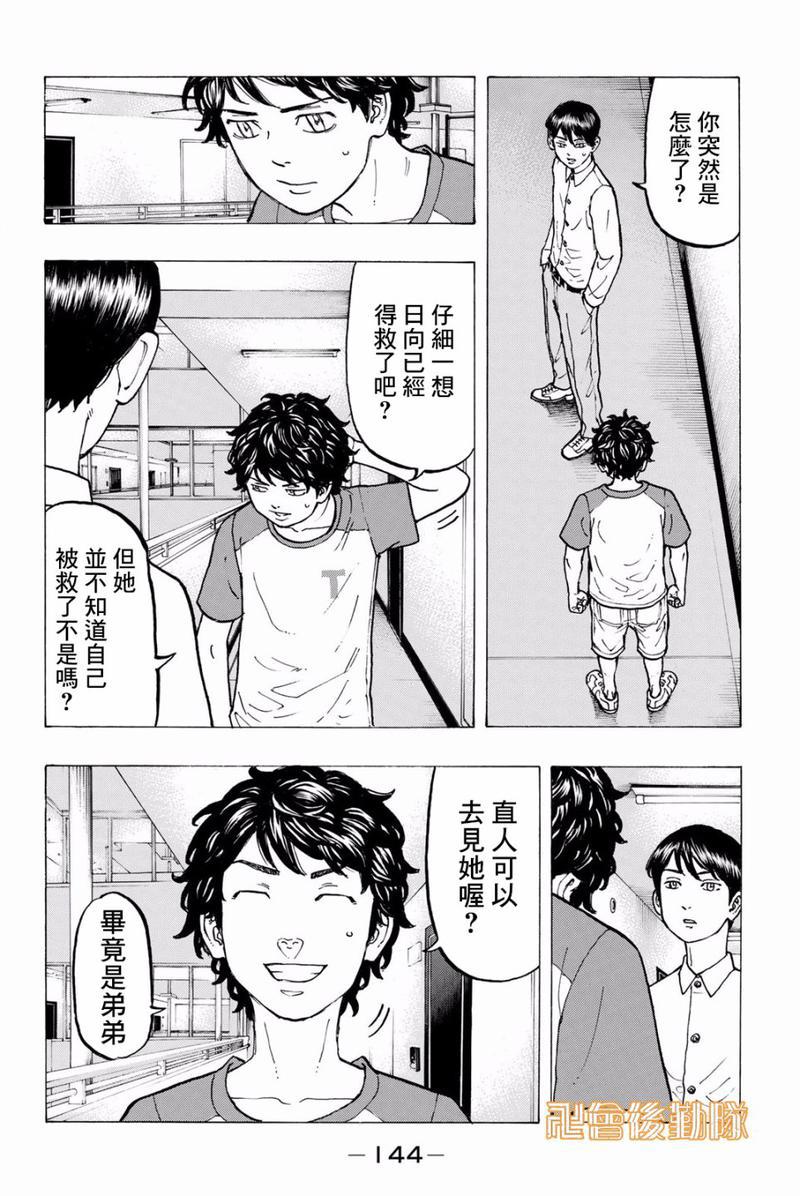 你突然是
怎麼了?
仔細一想
日向已經
得救了吧?
但她
並不知道自己
被救了不是嗎?
T
直人可以
去見她喔?
畢竟是弟弟
卍會後勤隊
—144—